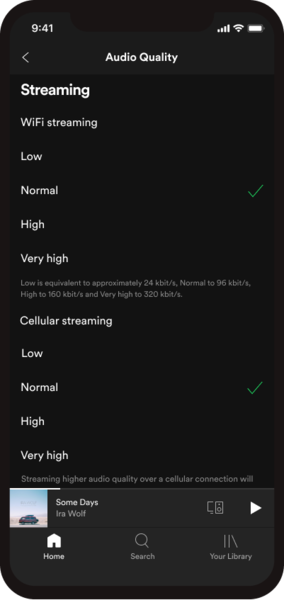 9:41
Audio Quality
Streaming
WiFi streaming
Low
Normal
High
Very high
Low is equivalent to approximately 24 kbit/s, Normal to 96 kbit/s,
High to 160 kbit/s and Very high to 320 kbit/s.
Cellular streaming
Low
Normal
High
Very high
Streaming higher audio quality over a cellular connection will
Some Days
Ira Wolf
Home
Search
Your Library